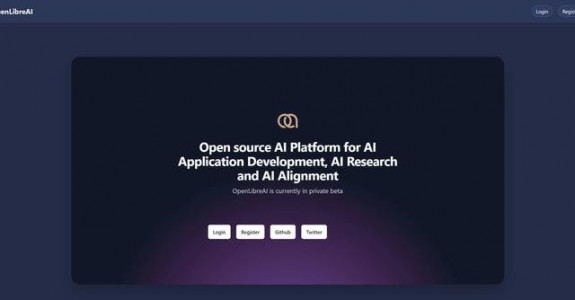 enLibreAI
Login
Regis
Open source AI Platform for AI
Application Development, AI Research
and AI Alignment
OpenLibreAI is currently in private beta
Login
Register
Github
Twitter